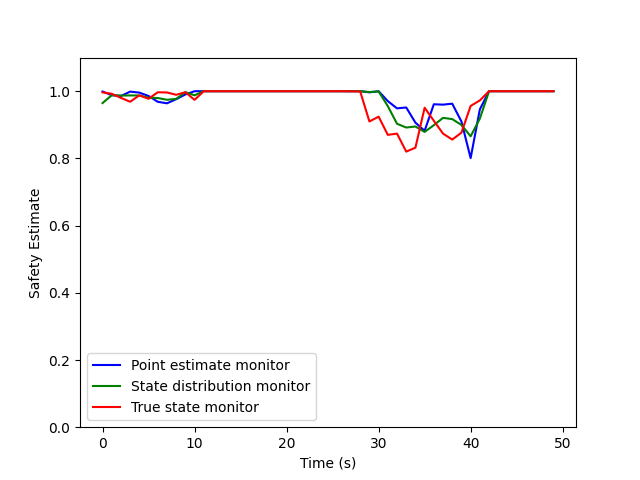 1.0
0.8
0.6
0.4
0.2
0.0
Safety Estimate
Point estimate monitor
State distribution monitor
True state monitor
0 10 20 30 40 50
Time (s)